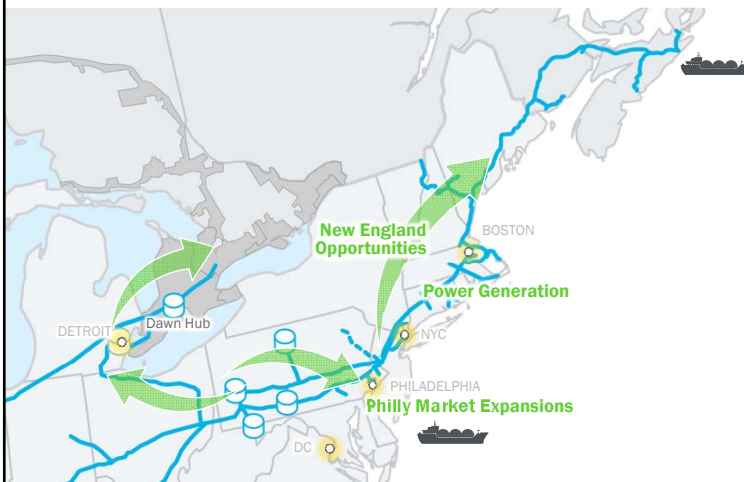 New England
Opportunities
BOSTON
Power Generation
Dawn Hub
DETROIT
NYC
PHILADELPHIA
Philly Market Expansions
DC